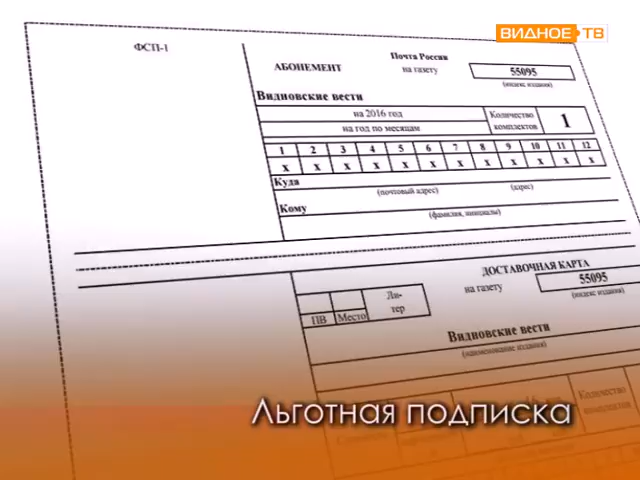 ВИДНОЕ ТВ
ФСП-1
Почта России
АБОНЕМЕНТ
на газету
55095
(индекс издания)
Видновские вести
на 2016 год
на год по месяцам
Количество комплектов
1
1 2 3 4 5 6 7 8 9 10 11 12
х х х х х х х х х х х х
Куда
(почтовый адрес) (адрес)
Кому
(фамилия, инициалы)
ДОСТАВОЧНАЯ КАРТА
на газету
55095
(индекс издания)
Ли-
тер
ПВ Место
Видновские вести
(наименование издания)
Количество
комплектов
Льготная подписка